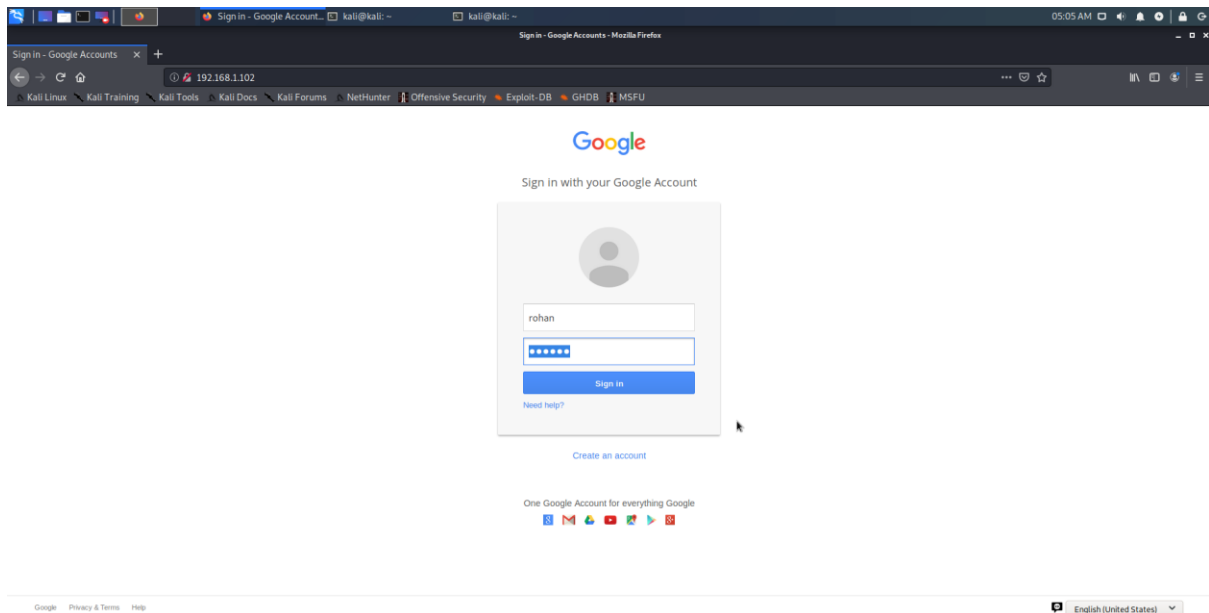 Sign in - Google Account... kali@kali: ~ kali@kali: ~ 05:05 AM
Sign in - Google Accounts - Mozilla Firefox
Sign in - Google Accounts
192.168.1.102
Kali Linux Kali Training Kali Tools Kali Docs Kali Forums NetHunter Offensive Security Exploit-DB GHDB MSFU
Google
Sign in with your Google Account
rohan
Sign in
Need help?
Create an account
One Google Account for everything Google
Google Privacy & Terms Help English (United States)